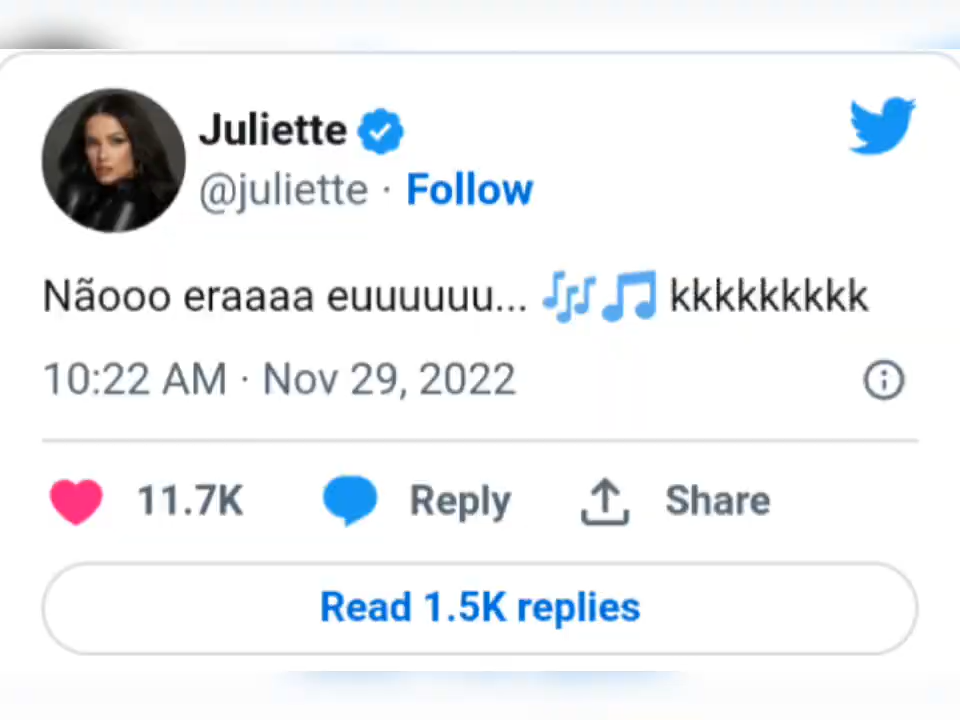 Juliette
@juliette · Follow
Nãooo eraaaa euuuuuu... 🎶🎵 kkkkkkkkk
10:22 AM · Nov 29, 2022
11.7K Reply Share
Read 1.5K replies